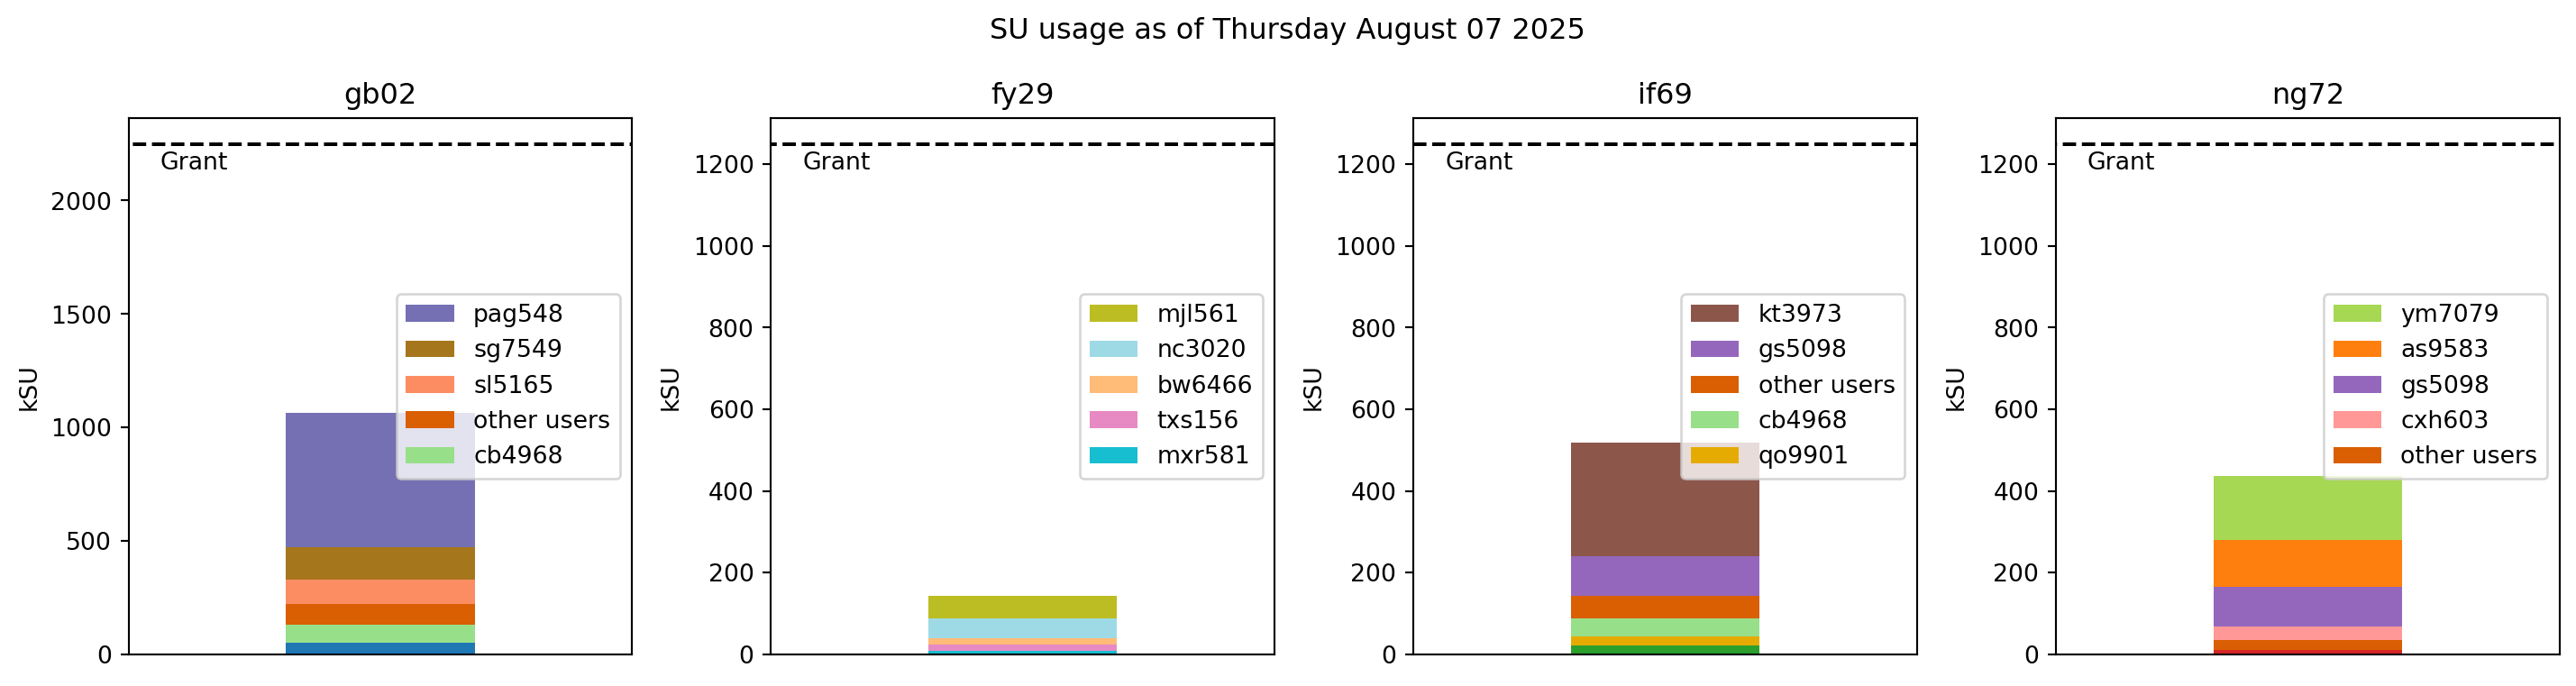 SU usage as of Thursday August 07 2025
gb02
kSU
2000
1500
1000
500
0
Grant
pag548
sg7549
sl5165
other users
cb4968
fy29
kSU
1200
1000
800
600
400
200
0
Grant
mjl561
nc3020
bw6466
txs156
mxr581
if69
kSU
1200
1000
800
600
400
200
0
Grant
kt3973
gs5098
other users
cb4968
qo9901
ng72
kSU
1200
1000
800
600
400
200
0
Grant
ym7079
as9583
gs5098
cxh603
other users